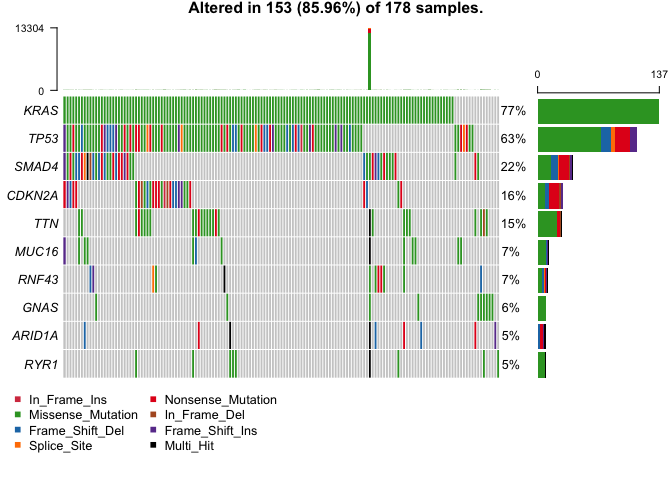 Altered in 153 (85.96%) of 178 samples.
13304
0
0 137
KRAS 77%
TP53 63%
SMAD4 22%
CDKN2A 16%
TTN 15%
MUC16 7%
RNF43 7%
GNAS 6%
ARID1A 5%
RYR1 5%
In_Frame_Ins Nonsense_Mutation
Missense_Mutation In_Frame_Del
Frame_Shift_Del Frame_Shift_Ins
Splice_Site Multi_Hit